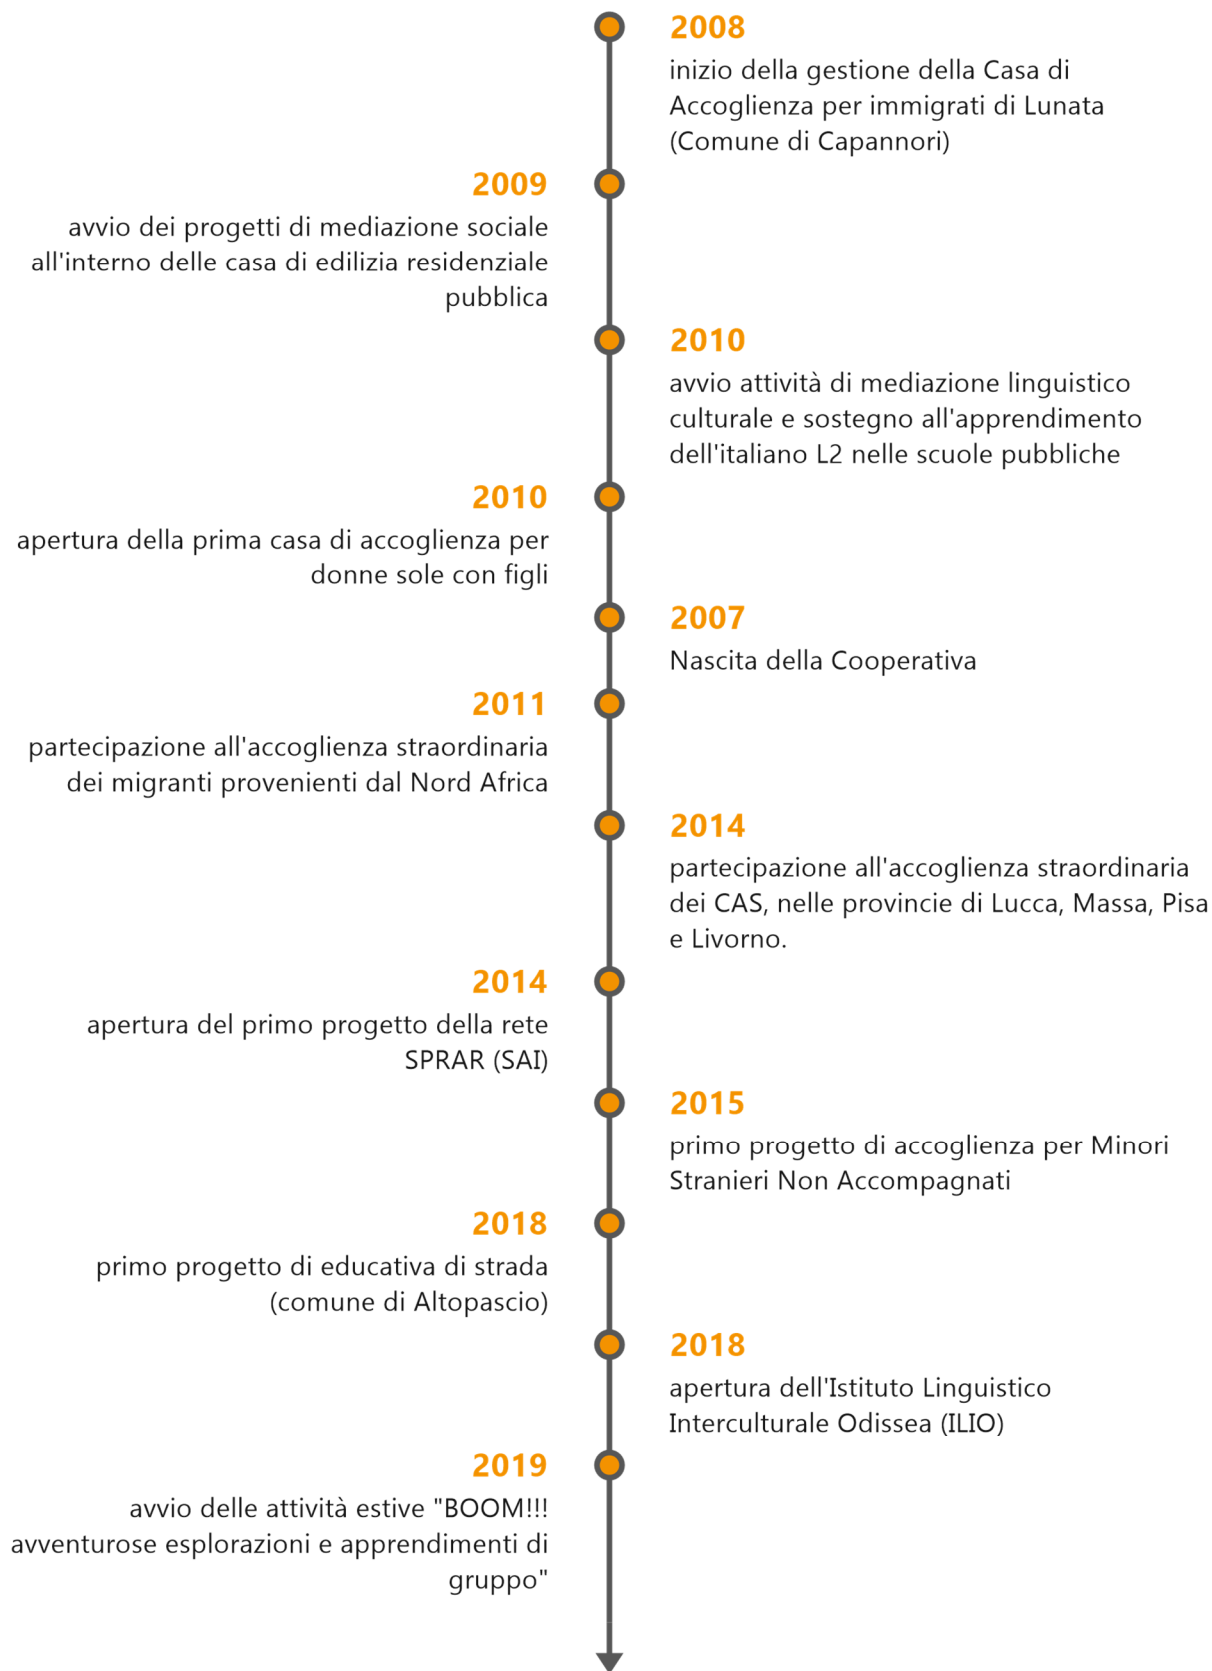 2008
inizio della gestione della Casa di
Accoglienza per immigrati di Lunata
(Comune di Capannori)
2009
avvio dei progetti di mediazione sociale
all'interno delle casa di edilizia residenziale
pubblica
2010
avvio attività di mediazione linguistico
culturale e sostegno all'apprendimento
dell'italiano L2 nelle scuole pubbliche
2010
apertura della prima casa di accoglienza per
donne sole con figli
2007
Nascita della Cooperativa
2011
partecipazione all'accoglienza straordinaria
dei migranti provenienti dal Nord Africa
2014
partecipazione all'accoglienza straordinaria
dei CAS, nelle provincie di Lucca, Massa, Pisa
e Livorno.
2014
apertura del primo progetto della rete
SPRAR (SAI)
2015
primo progetto di accoglienza per Minori
Stranieri Non Accompagnati
2018
primo progetto di educativa di strada
(comune di Altopascio)
2018
apertura dell'Istituto Linguistico
Interculturale Odissea (ILIO)
2019
avvio delle attività estive "BOOM!!!
avventurose esplorazioni e apprendimenti di
gruppo"